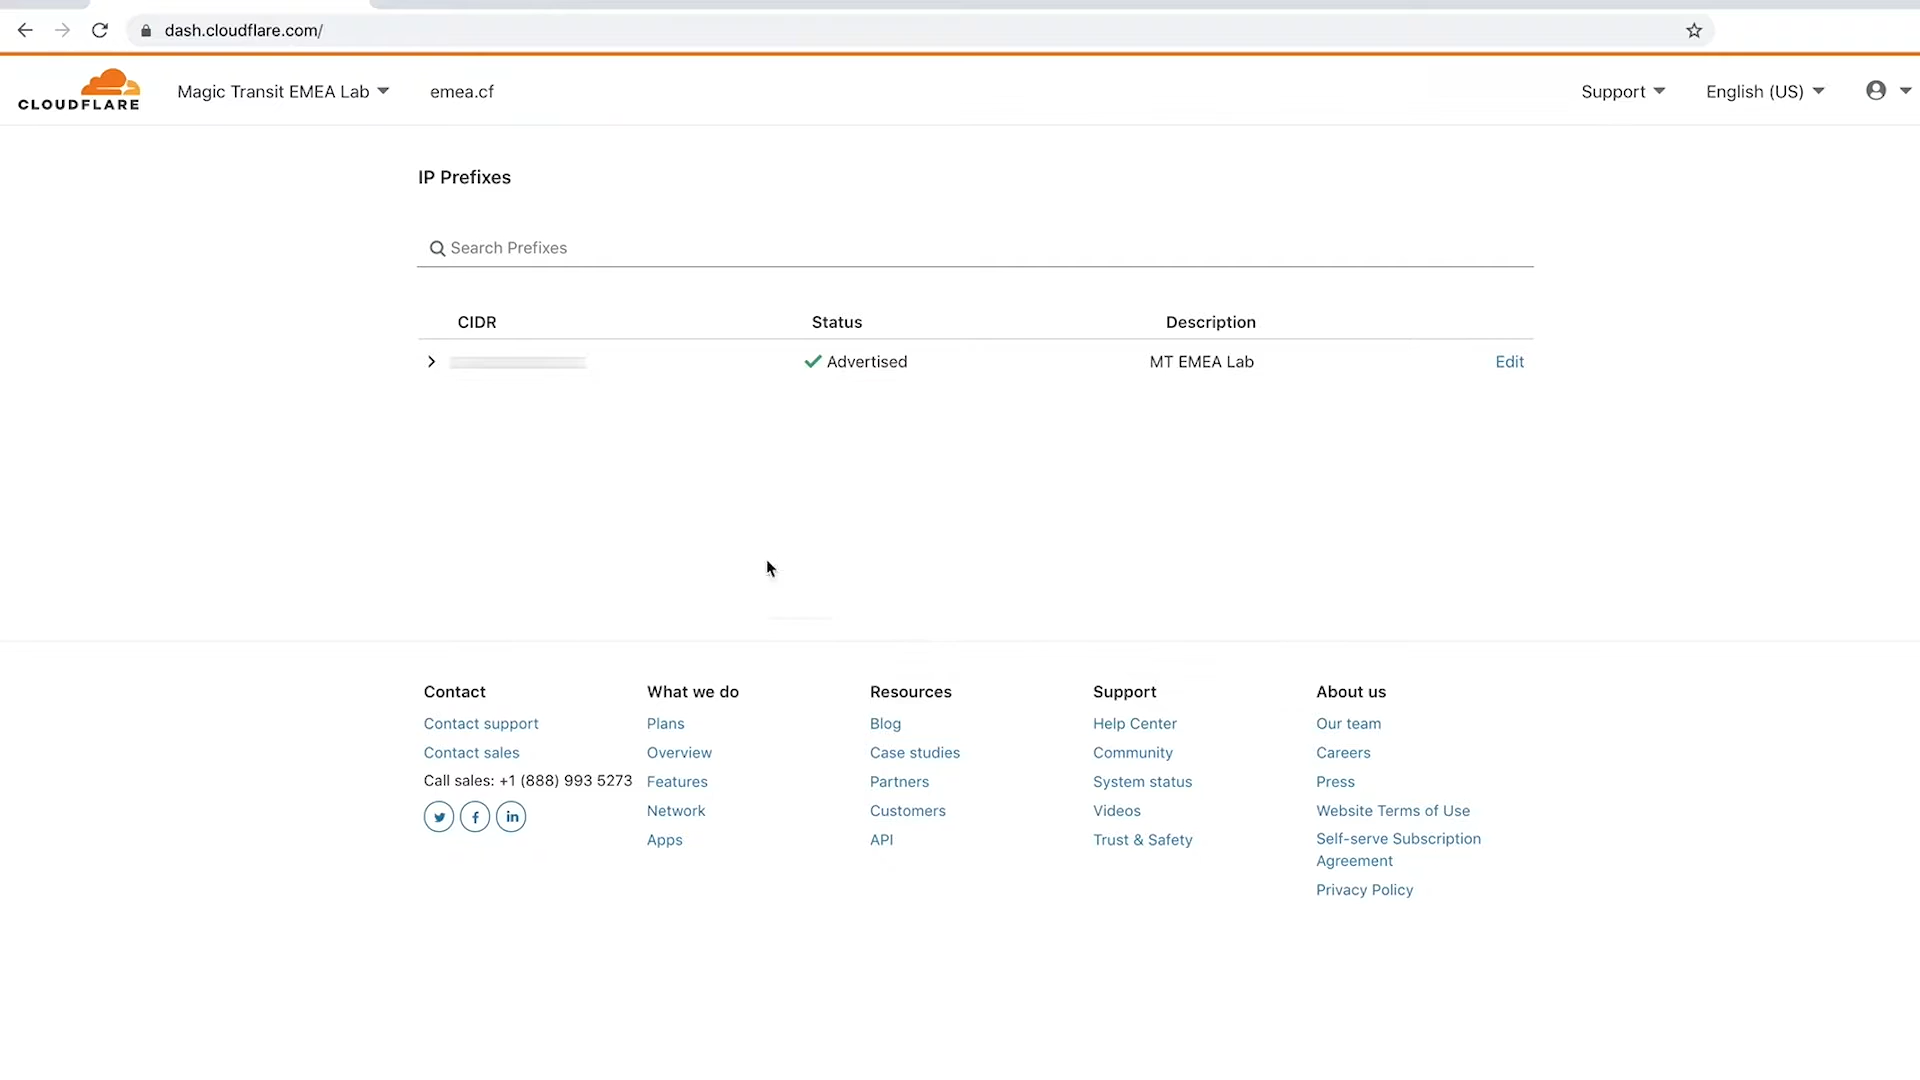 dash.cloudflare.com/
CLOUDFLARE
Magic Transit EMEA Lab
emea.cf
Support
English (US)
IP Prefixes
Search Prefixes
CIDR Status Description
Advertised MT EMEA Lab Edit
Contact
Contact support
Contact sales
Call sales: +1 (888) 993 5273
in
What we do
Plans
Overview
Features
Network
Apps
Resources
Blog
Case studies
Partners
Customers
API
Support
Help Center
Community
System status
Videos
Trust & Safety
About us
Our team
Careers
Press
Website Terms of Use
Self-serve Subscription
Agreement
Privacy Policy